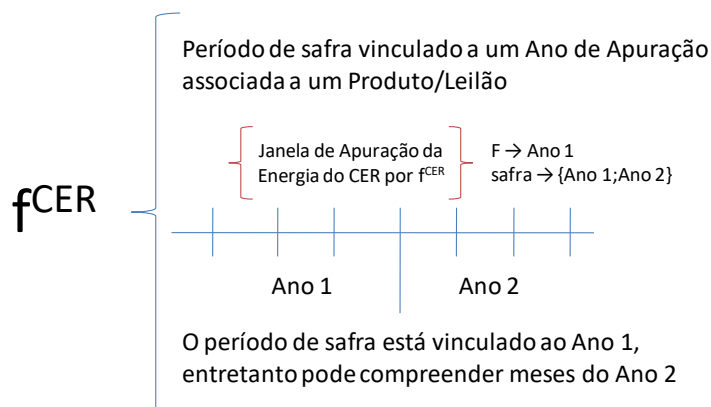 Período de safra vinculado a um Ano de Apuração
associada a um Produto/Leilão
Janela de Apuração da
Energia do CER por f^CER
F → Ano 1
safra → {Ano 1;Ano 2}
f^CER
Ano 1
Ano 2
O período de safra está vinculado ao Ano 1,
entretanto pode compreender meses do Ano 2